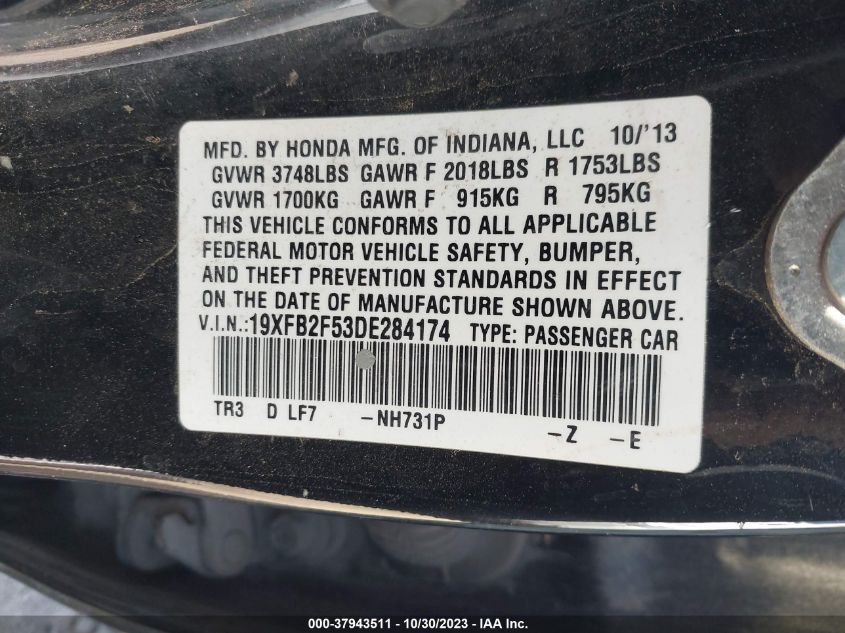 MFD. BY HONDA MFG. OF INDIANA, LLC 10/'13
GVWR 3748LBS GAWR F 2018LBS R 1753LBS
GVWR 1700KG GAWR F 915KG R 795KG
THIS VEHICLE CONFORMS TO ALL APPLICABLE
FEDERAL MOTOR VEHICLE SAFETY, BUMPER,
AND THEFT PREVENTION STANDARDS IN EFFECT
ON THE DATE OF MANUFACTURE SHOWN ABOVE.
V.I.N.:19XFB2F53DE284174 TYPE: PASSENGER CAR
TR3 D LF7 -NH731P -Z -E
000-37943511 - 10/30/2023 - IAA Inc.